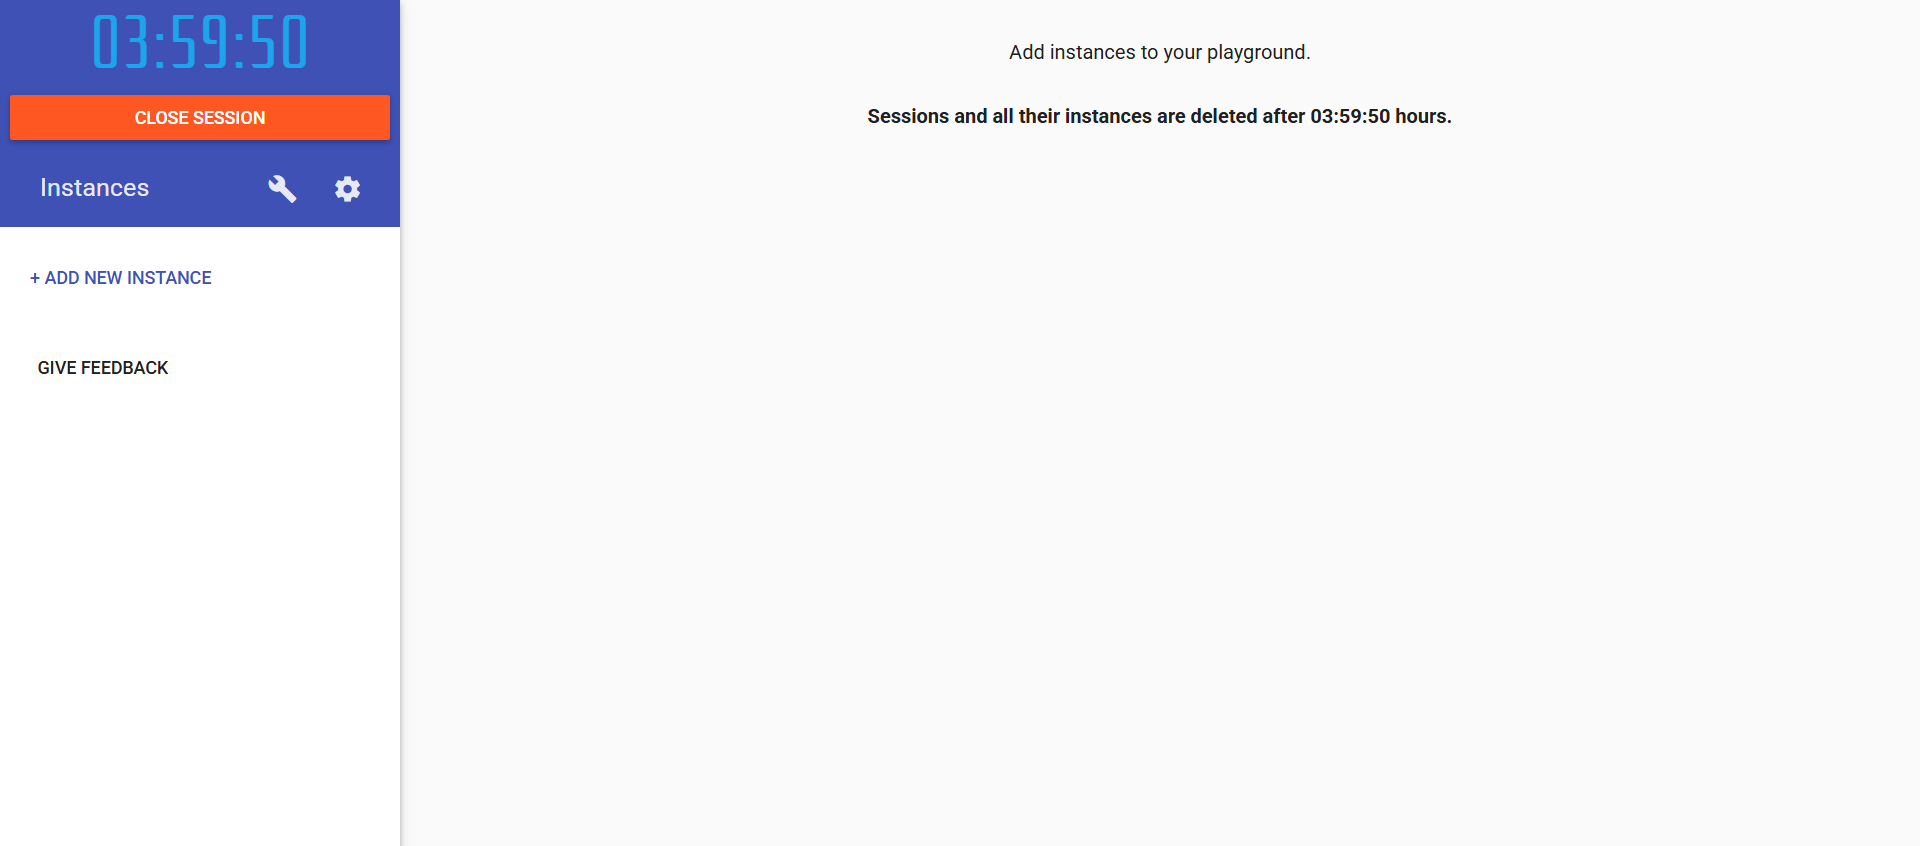 03:59:50
CLOSE SESSION
Instances
+ ADD NEW INSTANCE
GIVE FEEDBACK
Add instances to your playground.
Sessions and all their instances are deleted after 03:59:50 hours.